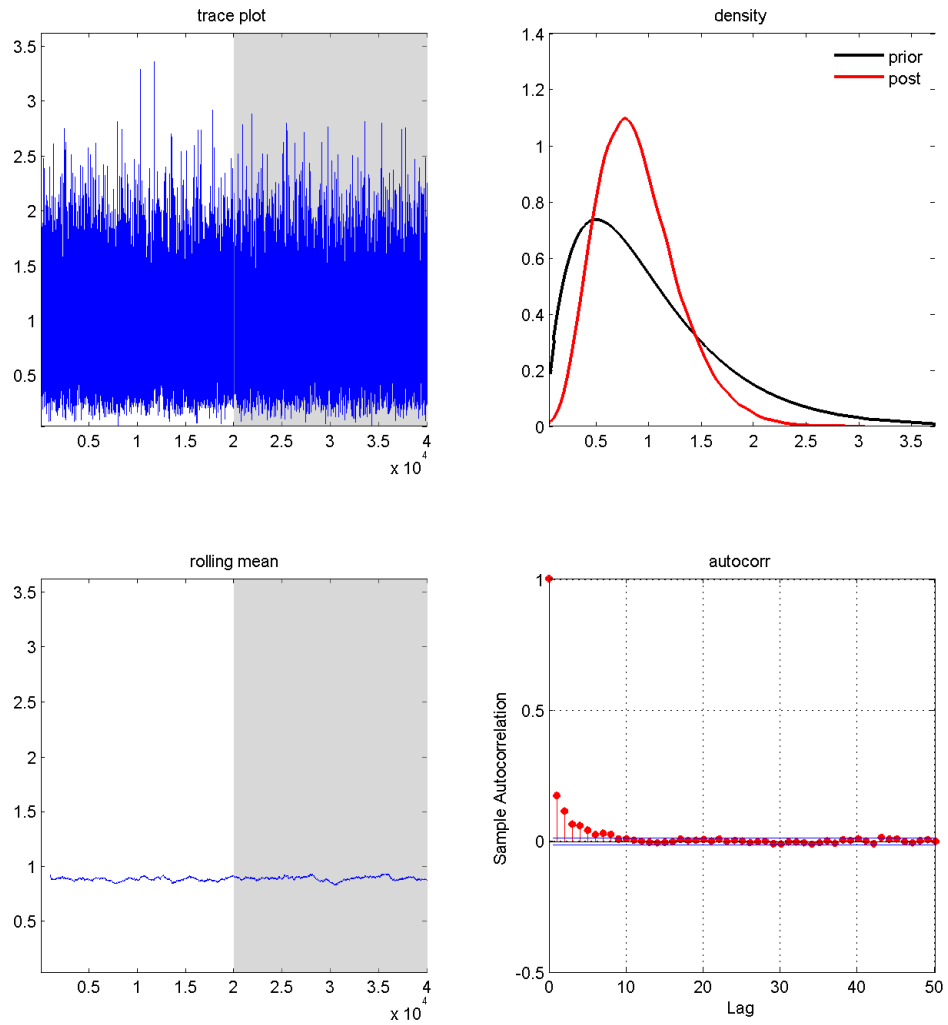 trace plot
3.5
3
2.5
2
1.5
1
0.5
0.5 1 1.5 2 2.5 3 3.5 4
x 10^4
density
1.4
1.2
1
0.8
0.6
0.4
0.2
0
prior
post
0.5 1 1.5 2 2.5 3 3.5
rolling mean
3.5
3
2.5
2
1.5
1
0.5
0.5 1 1.5 2 2.5 3 3.5 4
x 10^4
autocorr
Sample Autocorrelation
1
0.5
0
-0.5
0 10 20 30 40 50
Lag